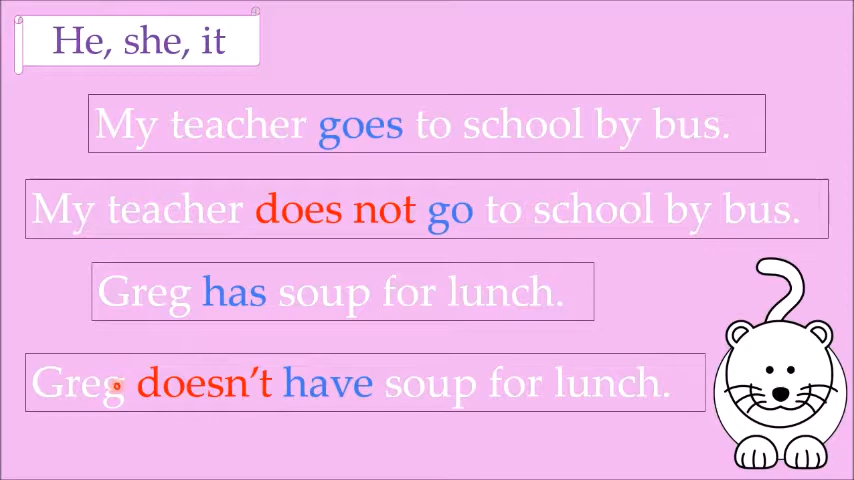 He, she, it
My teacher goes to school by bus.
My teacher does not go to school by bus.
Greg has soup for lunch.
Greg doesn’t have soup for lunch.